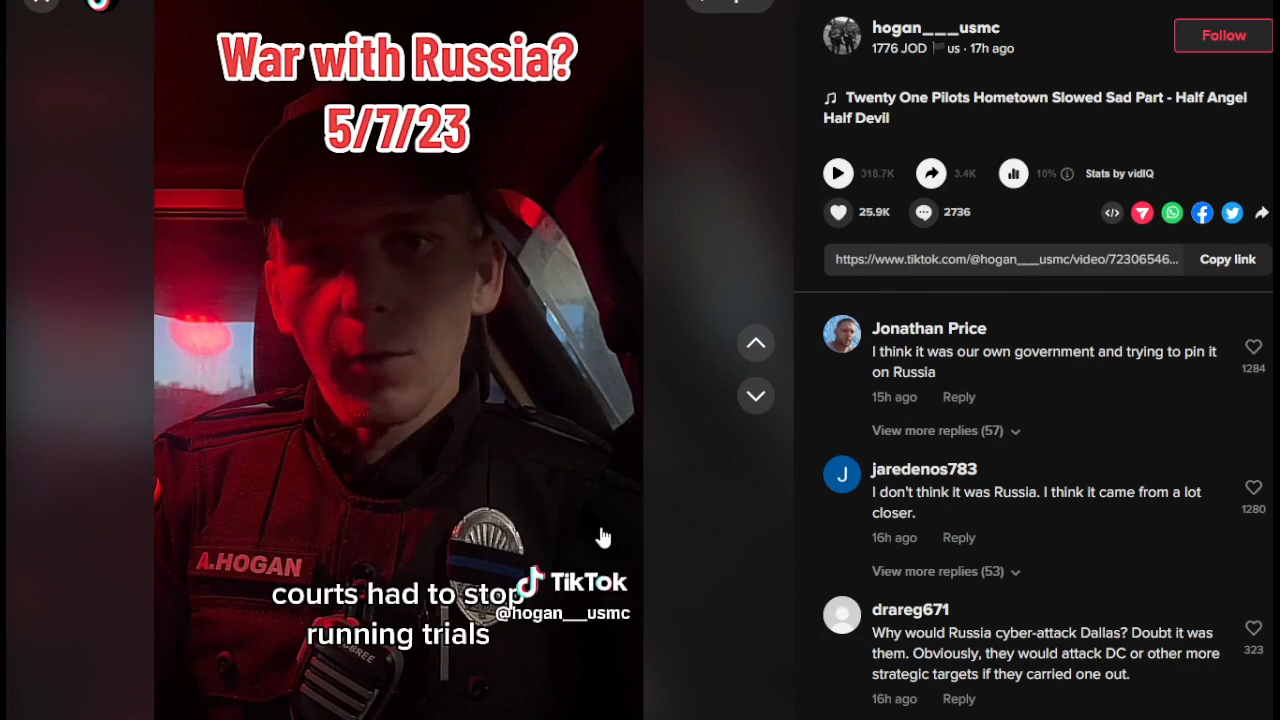 War with Russia?
5/7/23
A.HOGAN
courts had to stop
running trials
TikTok
@hogan___usmc
hogan___usmc
1776 JOD 🏴us · 17h ago
Follow
♫ Twenty One Pilots Hometown Slowed Sad Part - Half Angel
Half Devil
318.7K
3.4K
10%
Stats by vidIQ
25.9K
2736
https://www.tiktok.com/@hogan___usmc/video/72306546...
Copy link
Jonathan Price
I think it was our own government and trying to pin it
on Russia
1284
15h ago Reply
View more replies (57)
J
jaredenos783
I don't think it was Russia. I think it came from a lot
closer.
1280
16h ago Reply
View more replies (53)
drareg671
Why would Russia cyber-attack Dallas? Doubt it was
them. Obviously, they would attack DC or other more
strategic targets if they carried one out.
323
16h ago Reply